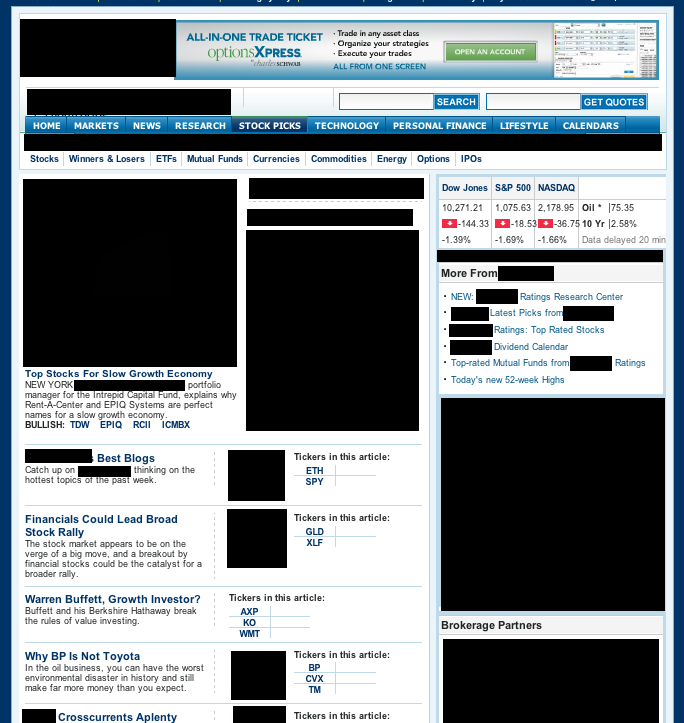 ALL-IN-ONE TRADE TICKET
optionsXpress
by charles SCHWAB
· Trade in any asset class
· Organize your strategies
· Execute your trades
ALL FROM ONE SCREEN
OPEN AN ACCOUNT
SEARCH
GET QUOTES
HOME MARKETS NEWS RESEARCH STOCK PICKS TECHNOLOGY PERSONAL FINANCE LIFESTYLE CALENDARS
Stocks Winners & Losers ETFs Mutual Funds Currencies Commodities Energy Options IPOs
Top Stocks For Slow Growth Economy
NEW YORK portfolio
manager for the Intrepid Capital Fund, explains why
Rent-A-Center and EPIQ Systems are perfect
names for a slow growth economy.
BULLISH: TDW EPIQ RCII ICMBX
s Best Blogs
Catch up on thinking on the
hottest topics of the past week.
Tickers in this article:
ETH
SPY
Financials Could Lead Broad
Stock Rally
The stock market appears to be on the
verge of a big move, and a breakout by
financial stocks could be the catalyst for a
broader rally.
Tickers in this article:
GLD
XLF
Warren Buffett, Growth Investor?
Buffett and his Berkshire Hathaway break
the rules of value investing.
Tickers in this article:
AXP
KO
WMT
Why BP Is Not Toyota
In the oil business, you can have the worst
environmental disaster in history and still
make far more money than you expect.
Tickers in this article:
BP
CVX
TM
Crosscurrents Aplenty
Tickers in this article:
Dow Jones S&P 500 NASDAQ
10,271.21 1,075.63 2,178.95 Oil * 75.35
-144.33 -18.53 -36.75 10 Yr 2.58%
-1.39% -1.69% -1.66% Data delayed 20 min
More From
· NEW: Ratings Research Center
· Latest Picks from
· Ratings: Top Rated Stocks
· Dividend Calendar
· Top-rated Mutual Funds from Ratings
· Today's new 52-week Highs
Brokerage Partners